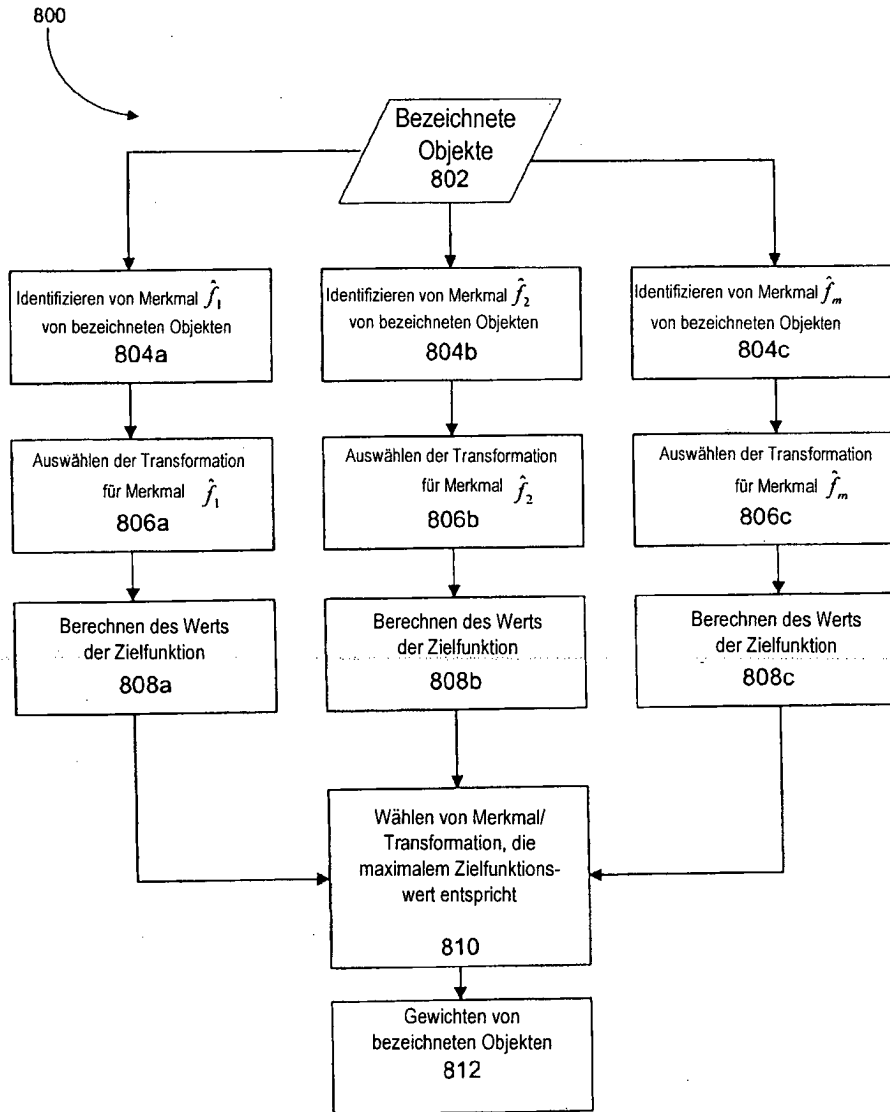 800
Bezeichnete
Objekte
802
Identifizieren von Merkmal f̂₁
von bezeichneten Objekten
804a
Identifizieren von Merkmal f̂₂
von bezeichneten Objekten
804b
Identifizieren von Merkmal f̂ₘ
von bezeichneten Objekten
804c
Auswählen der Transformation
für Merkmal f̂₁
806a
Auswählen der Transformation
für Merkmal f̂₂
806b
Auswählen der Transformation
für Merkmal f̂ₘ
806c
Berechnen des Werts
der Zielfunktion
808a
Berechnen des Werts
der Zielfunktion
808b
Berechnen des Werts
der Zielfunktion
808c
Wählen von Merkmal/
Transformation, die
maximalem Zielfunktions-
wert entspricht
810
Gewichten von
bezeichneten Objekten
812